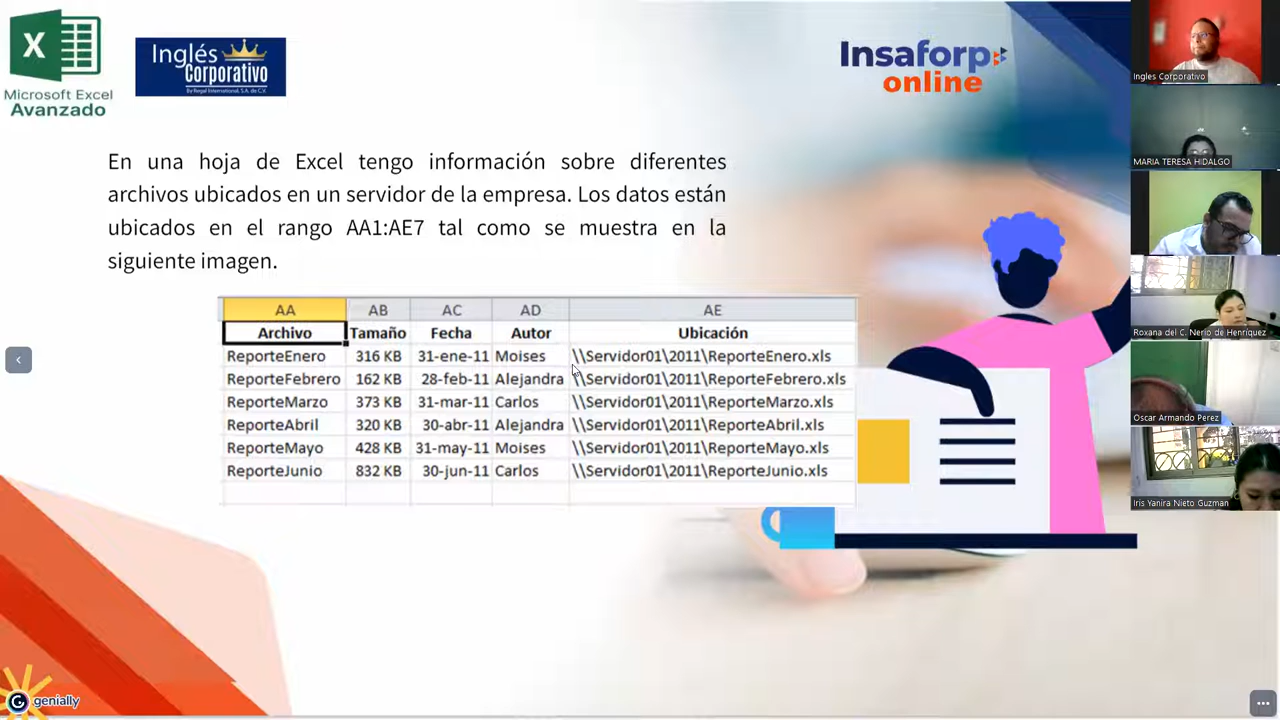 Microsoft Excel
Avanzado
Inglés
Corporativo
By Regal International, S.A. de C.V.
Insaforp
online
En una hoja de Excel tengo información sobre diferentes
archivos ubicados en un servidor de la empresa. Los datos están
ubicados en el rango AA1:AE7 tal como se muestra en la
siguiente imagen.
AA AB AC AD AE
Archivo Tamaño Fecha Autor Ubicación
ReporteEnero 316 KB 31-ene-11 Moises \\Servidor01\2011\ReporteEnero.xls
ReporteFebrero 162 KB 28-feb-11 Alejandra \\Servidor01\2011\ReporteFebrero.xls
ReporteMarzo 373 KB 31-mar-11 Carlos \\Servidor01\2011\ReporteMarzo.xls
ReporteAbril 320 KB 30-abr-11 Alejandra \\Servidor01\2011\ReporteAbril.xls
ReporteMayo 428 KB 31-may-11 Moises \\Servidor01\2011\ReporteMayo.xls
ReporteJunio 832 KB 30-jun-11 Carlos \\Servidor01\2011\ReporteJunio.xls
genially
Ingles Corporativo
MARIA TERESA HIDALGO
Roxana del C. Nerio de Henriquez
Oscar Armando Perez
Iris Yanira Nieto Guzman